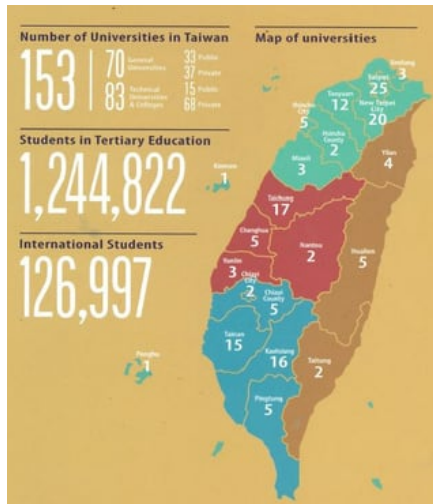 Number of Universities in Taiwan
153
70 General Universities
33 Public
37 Private
83 Technical Universities & Colleges
15 Public
68 Private
Students in Tertiary Education
1,244,822
International Students
126,997
Map of universities
Keelung
3
Taipei
25
New Taipei City
20
Taoyuan
12
Hsinchu City
5
Hsinchu County
2
Miaoli
3
Yilan
4
Kinmen
1
Taichung
17
Changhua
5
Nantou
2
Yunlin
3
Hualien
5
Chiayi City
2
Chiayi County
5
Tainan
15
Kaohsiung
16
Taitung
2
Pingtung
5
Penghu
1